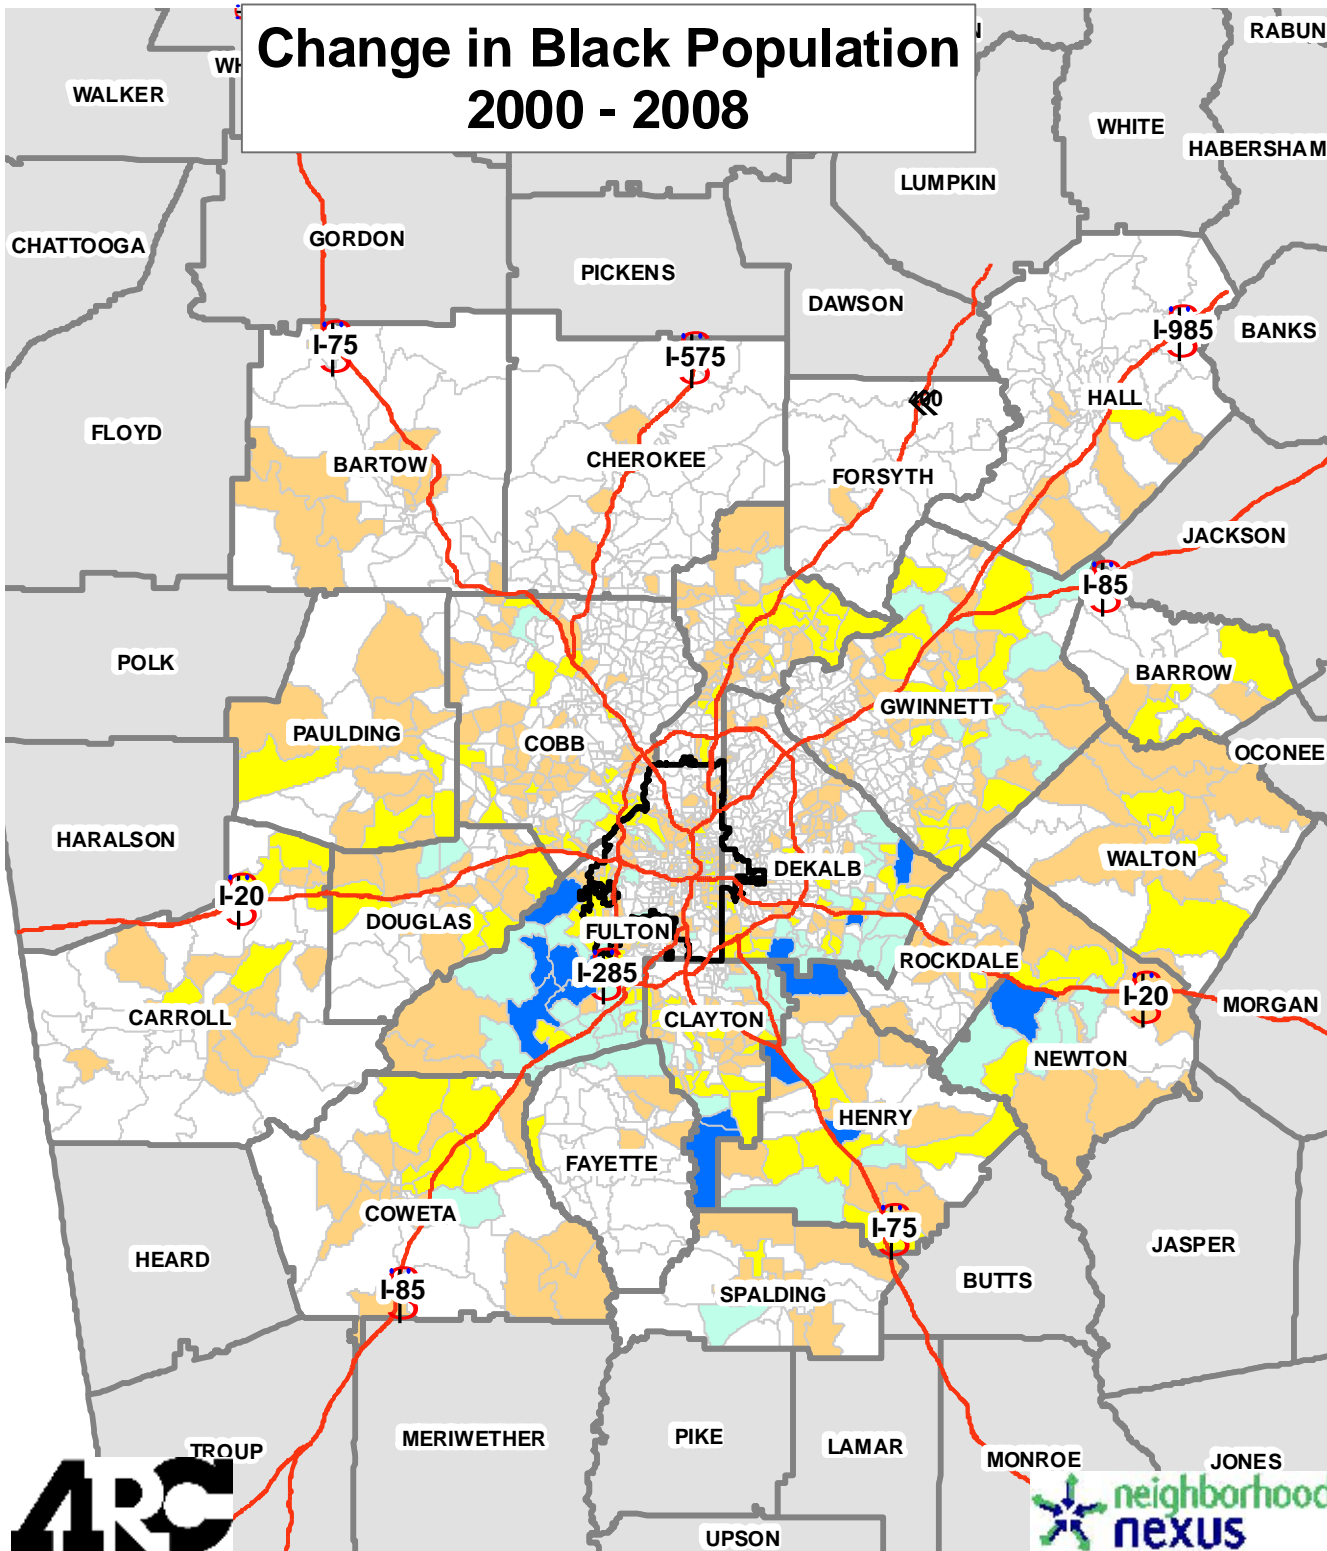 Change in Black Population
2000 - 2008
RABUN
WALKER
WHITE
HABERSHAM
LUMPKIN
CHATTOOGA
GORDON
PICKENS
DAWSON
I-985
BANKS
I-75
I-575
400
HALL
FLOYD
BARTOW
CHEROKEE
FORSYTH
JACKSON
I-85
POLK
BARROW
GWINNETT
PAULDING
COBB
OCONEE
HARALSON
WALTON
DEKALB
I-20
DOUGLAS
FULTON
ROCKDALE
I-285
I-20
MORGAN
CARROLL
CLAYTON
NEWTON
HENRY
FAYETTE
COWETA
I-75
JASPER
HEARD
BUTTS
I-85
SPALDING
MERIWETHER
PIKE
LAMAR
TROUP
MONROE
JONES
ARC
neighborhood
nexus
UPSON